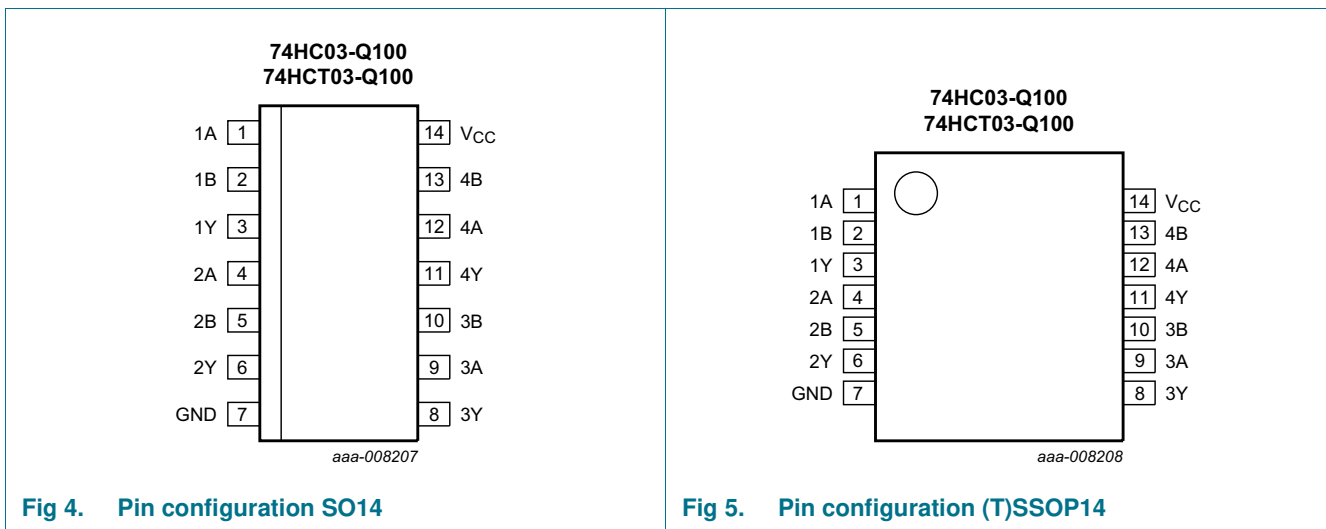 74HC03-Q100
74HCT03-Q100
1A 1
14 VCC
1B 2
13 4B
1Y 3
12 4A
2A 4
11 4Y
2B 5
10 3B
2Y 6
9 3A
GND 7
8 3Y
aaa-008207
Fig 4. Pin configuration SO14
74HC03-Q100
74HCT03-Q100
1A 1
14 VCC
1B 2
13 4B
1Y 3
12 4A
2A 4
11 4Y
2B 5
10 3B
2Y 6
9 3A
GND 7
8 3Y
aaa-008208
Fig 5. Pin configuration (T)SSOP14